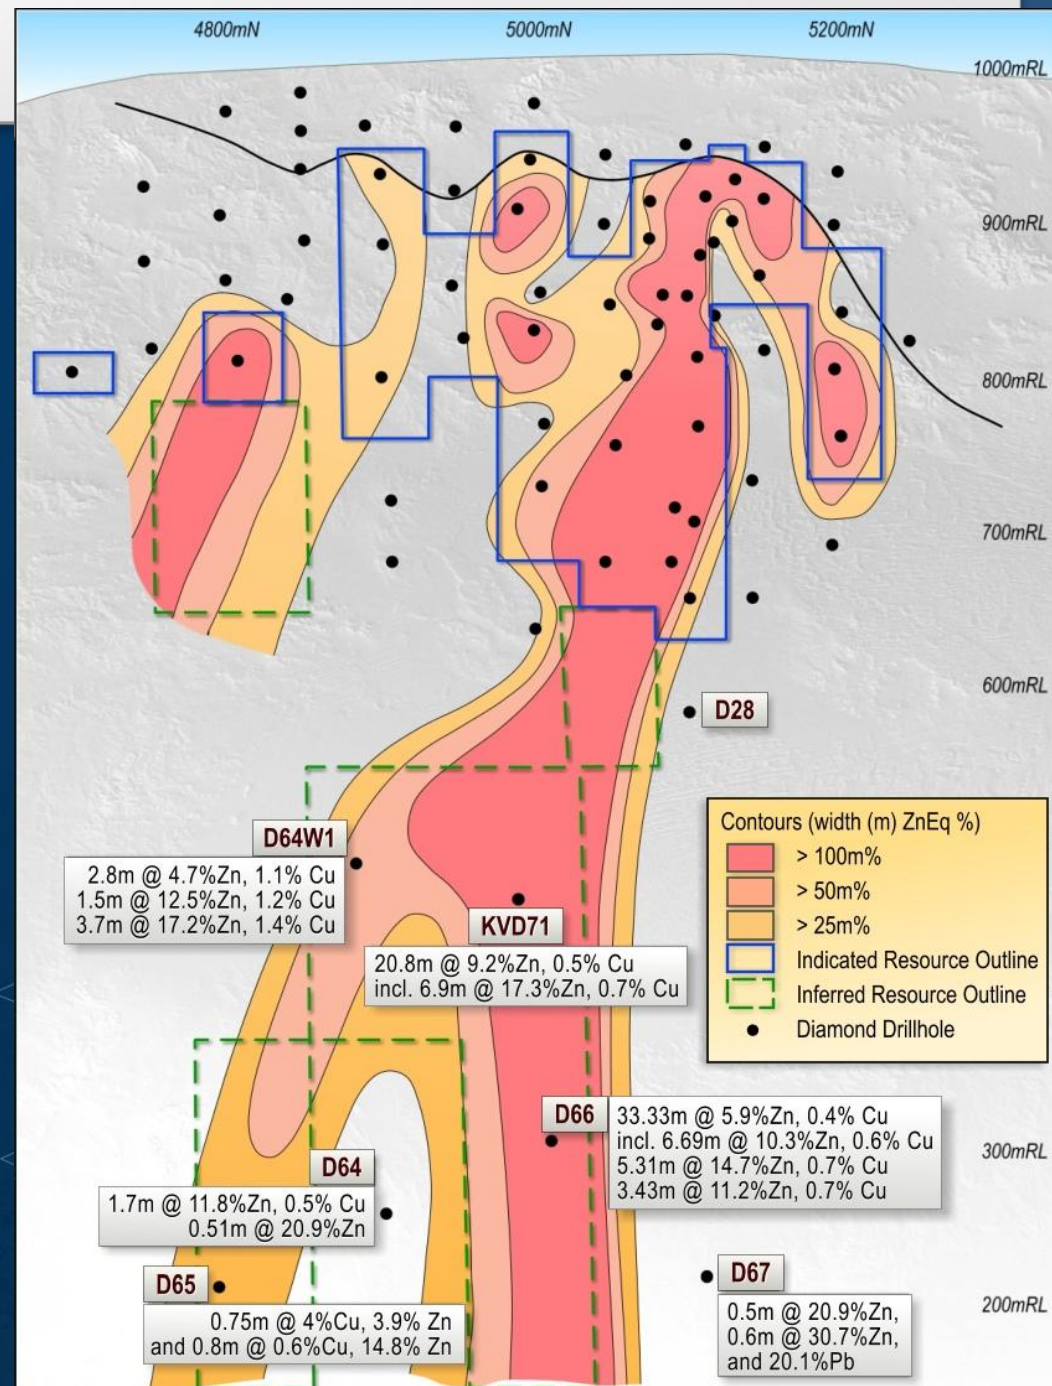 4800mN
5000mN
5200mN
1000mRL
900mRL
800mRL
700mRL
600mRL
D28
Contours (width (m) ZnEq %)
> 100m%
> 50m%
> 25m%
Indicated Resource Outline
Inferred Resource Outline
Diamond Drillhole
D64W1
2.8m @ 4.7%Zn, 1.1% Cu
1.5m @ 12.5%Zn, 1.2% Cu
3.7m @ 17.2%Zn, 1.4% Cu
KVD71
20.8m @ 9.2%Zn, 0.5% Cu
incl. 6.9m @ 17.3%Zn, 0.7% Cu
D66
33.33m @ 5.9%Zn, 0.4% Cu
incl. 6.69m @ 10.3%Zn, 0.6% Cu
5.31m @ 14.7%Zn, 0.7% Cu
3.43m @ 11.2%Zn, 0.7% Cu
300mRL
D64
1.7m @ 11.8%Zn, 0.5% Cu
0.51m @ 20.9%Zn
D65
0.75m @ 4%Cu, 3.9% Zn
and 0.8m @ 0.6%Cu, 14.8% Zn
D67
0.5m @ 20.9%Zn,
0.6m @ 30.7%Zn,
and 20.1%Pb
200mRL